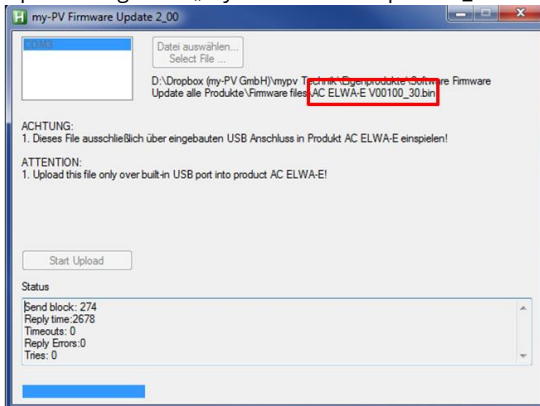 my-PV Firmware Update 2_00
COM3
Datei auswählen...
Select File ...
D:\Dropbox (my-PV GmbH)\mypv Technik\Eigenprodukte\Software Firmware
Update alle Produkte\Firmware files\AC ELWA-E V00100_30.bin
ACHTUNG:
1. Dieses File ausschließlich über eingebauten USB Anschluss in Produkt AC ELWA-E einspielen!
ATTENTION:
1. Upload this file only over built-in USB port into product AC ELWA-E!
Start Upload
Status
Send block: 274
Reply time:2678
Timeouts: 0
Reply Errors:0
Tries: 0